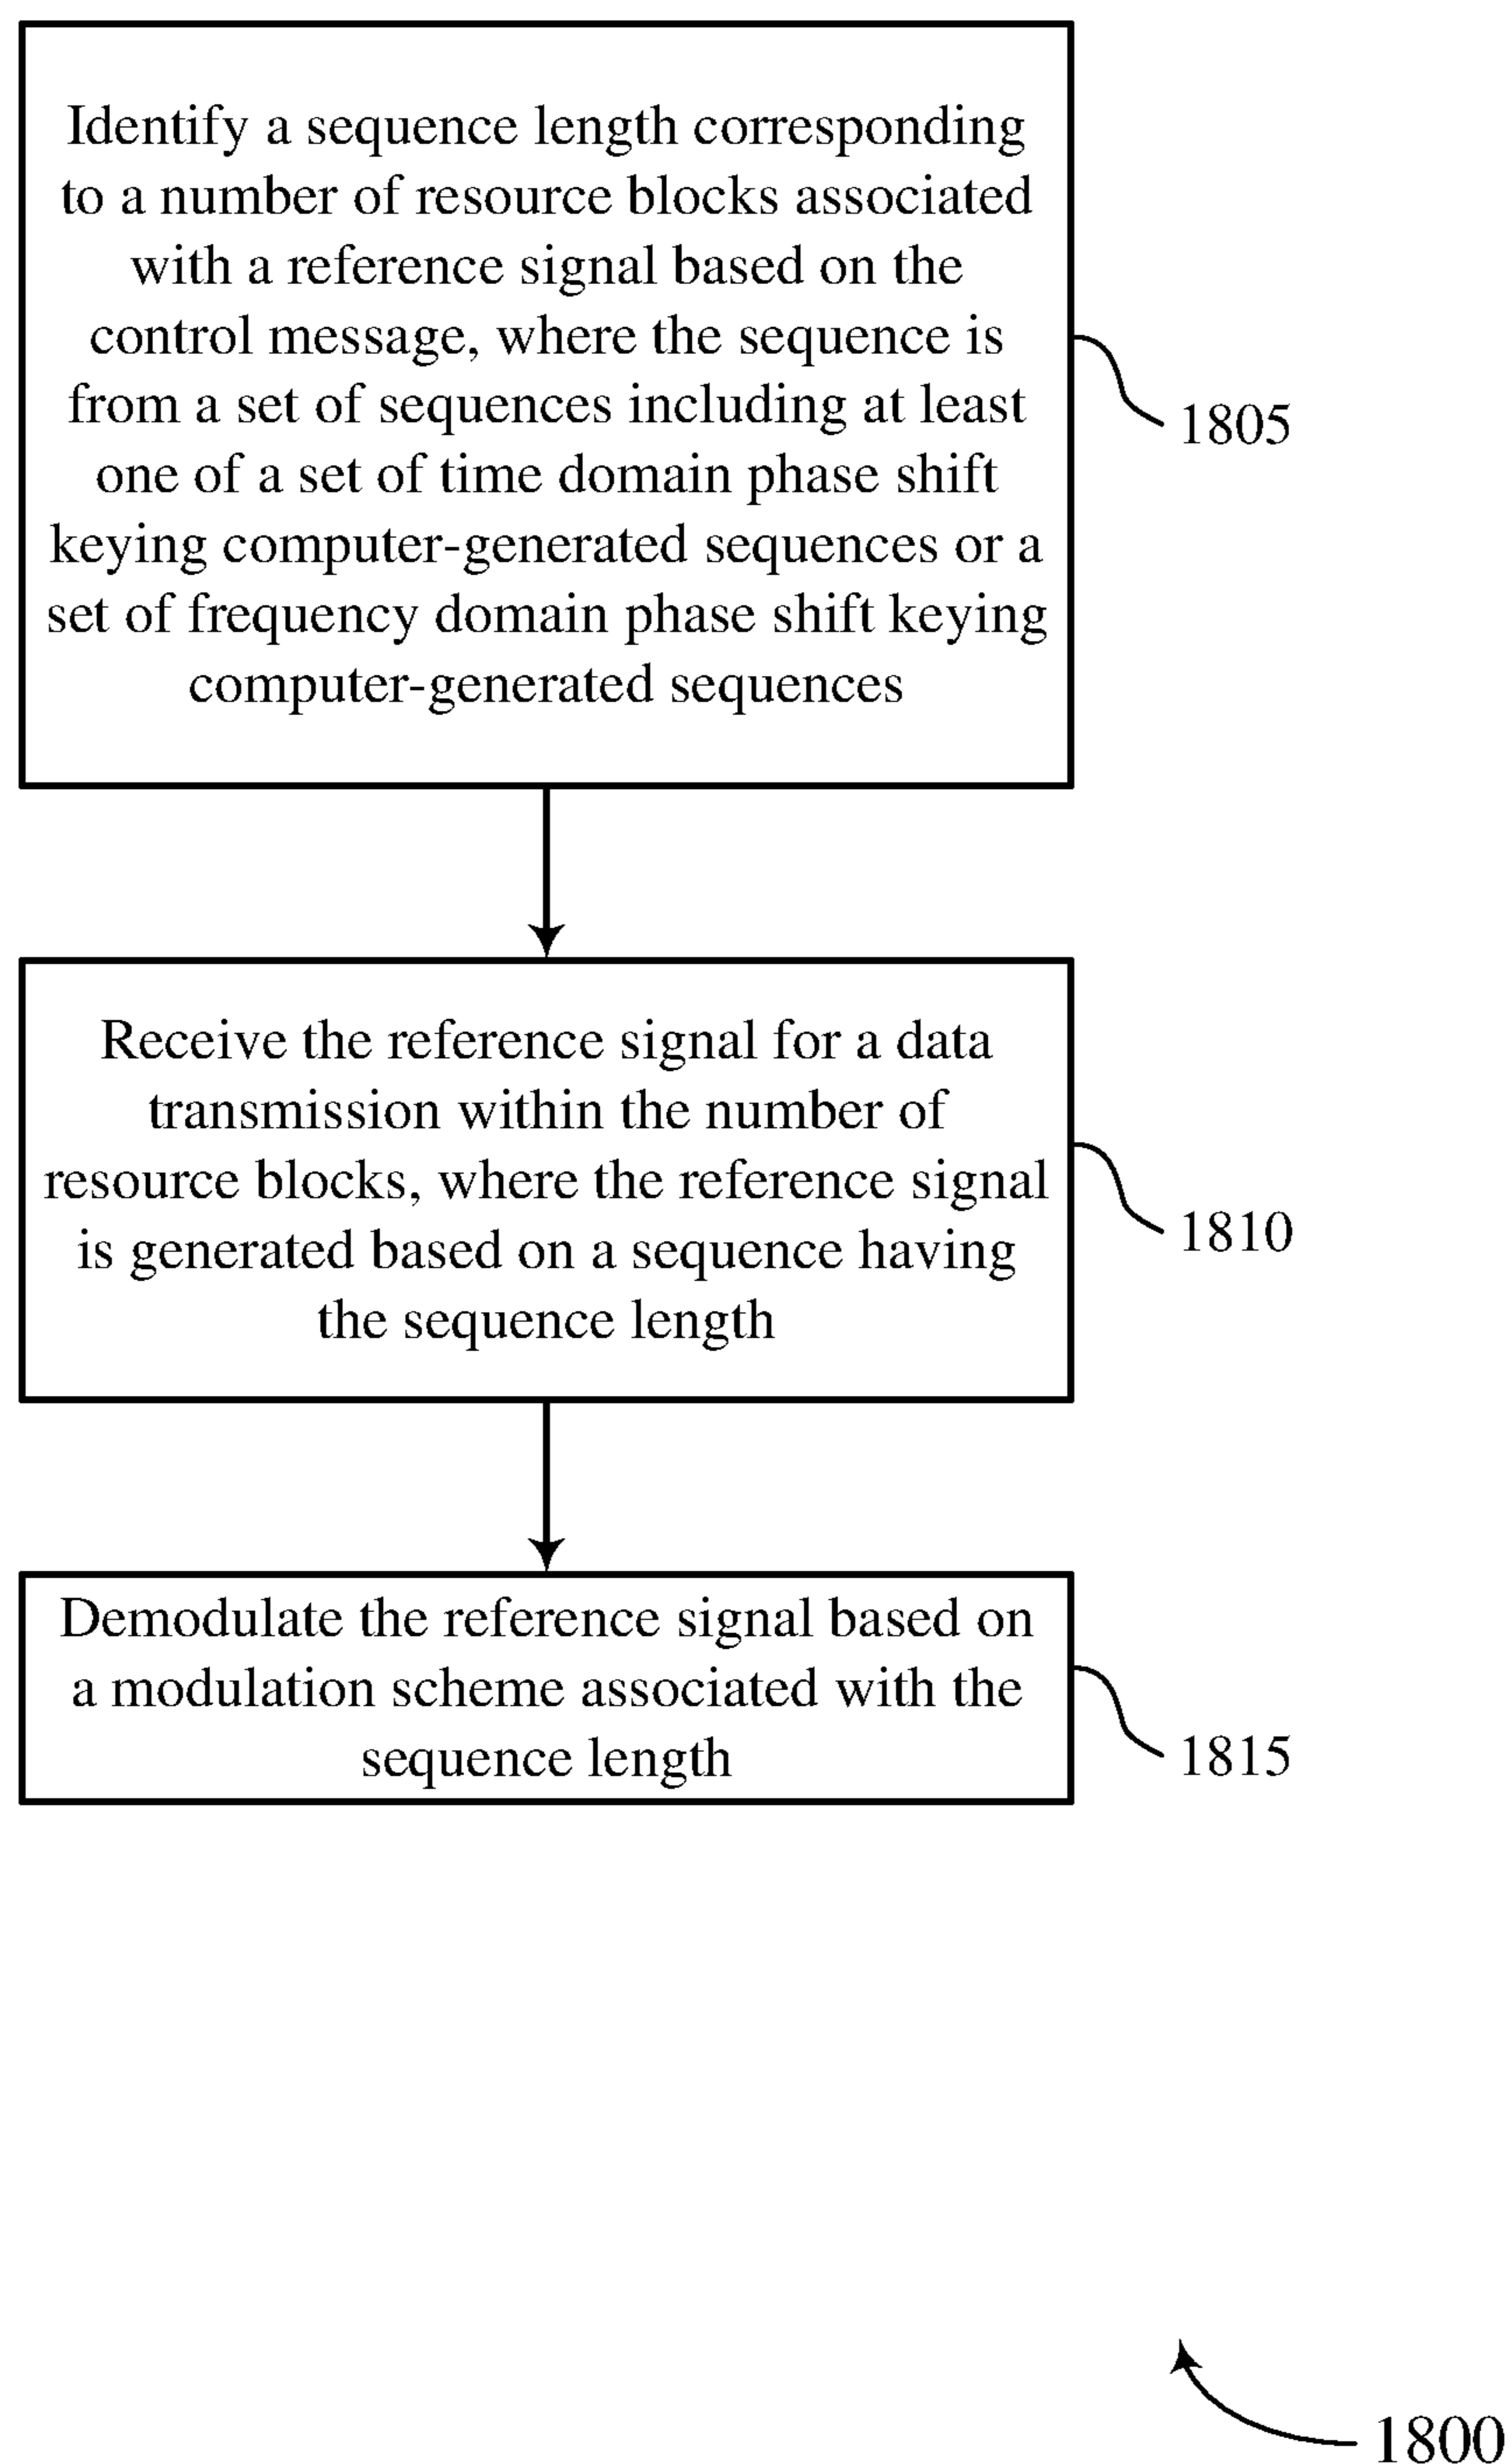 Identify a sequence length corresponding
to a number of resource blocks associated
with a reference signal based on the
control message, where the sequence is
from a set of sequences including at least
one of a set of time domain phase shift
keying computer-generated sequences or a
set of frequency domain phase shift keying
computer-generated sequences
1805
Receive the reference signal for a data
transmission within the number of
resource blocks, where the reference signal
is generated based on a sequence having
the sequence length
1810
Demodulate the reference signal based on
a modulation scheme associated with the
sequence length
1815
1800